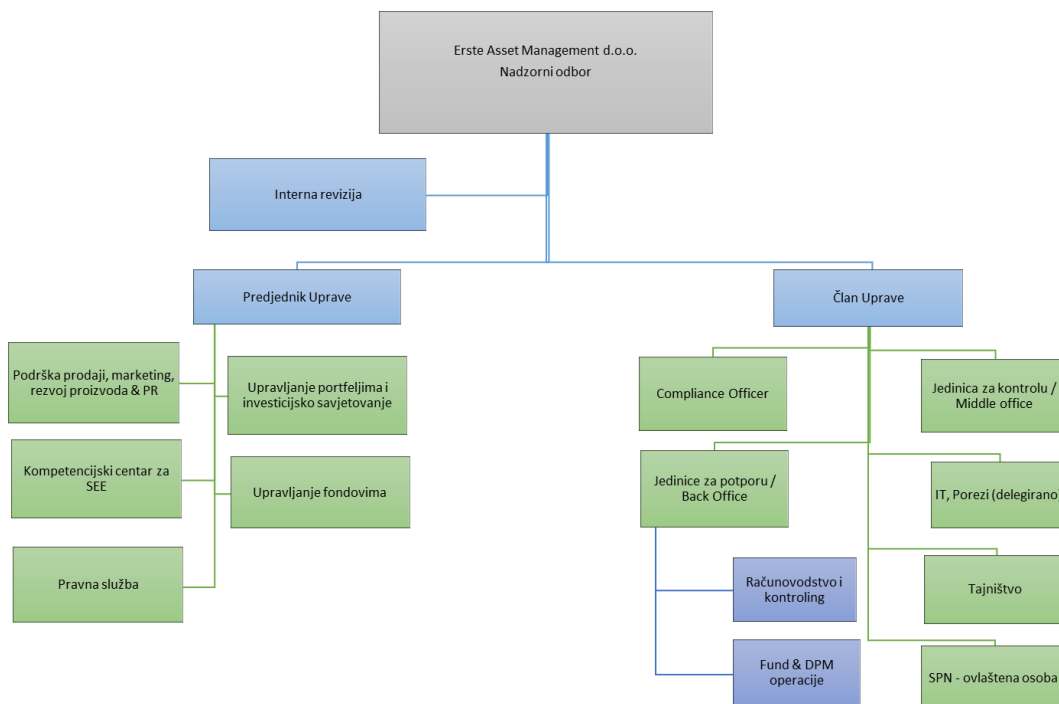 Erste Asset Management d.o.o.
Nadzorni odbor
Interna revizija
Predjednik Uprave
Član Uprave
Podrška prodaji, marketing,
rezvoj proizvoda & PR
Upravljanje portfeljima i
investicijsko savjetovanje
Kompetencijski centar za
SEE
Upravljanje fondovima
Pravna služba
Compliance Officer
Jedinica za kontrolu /
Middle office
Jedinice za potporu /
Back Office
IT, Porezi (delegirano)
Računovodstvo i
kontroling
Tajništvo
Fund & DPM
operacije
SPN - ovlaštena osoba